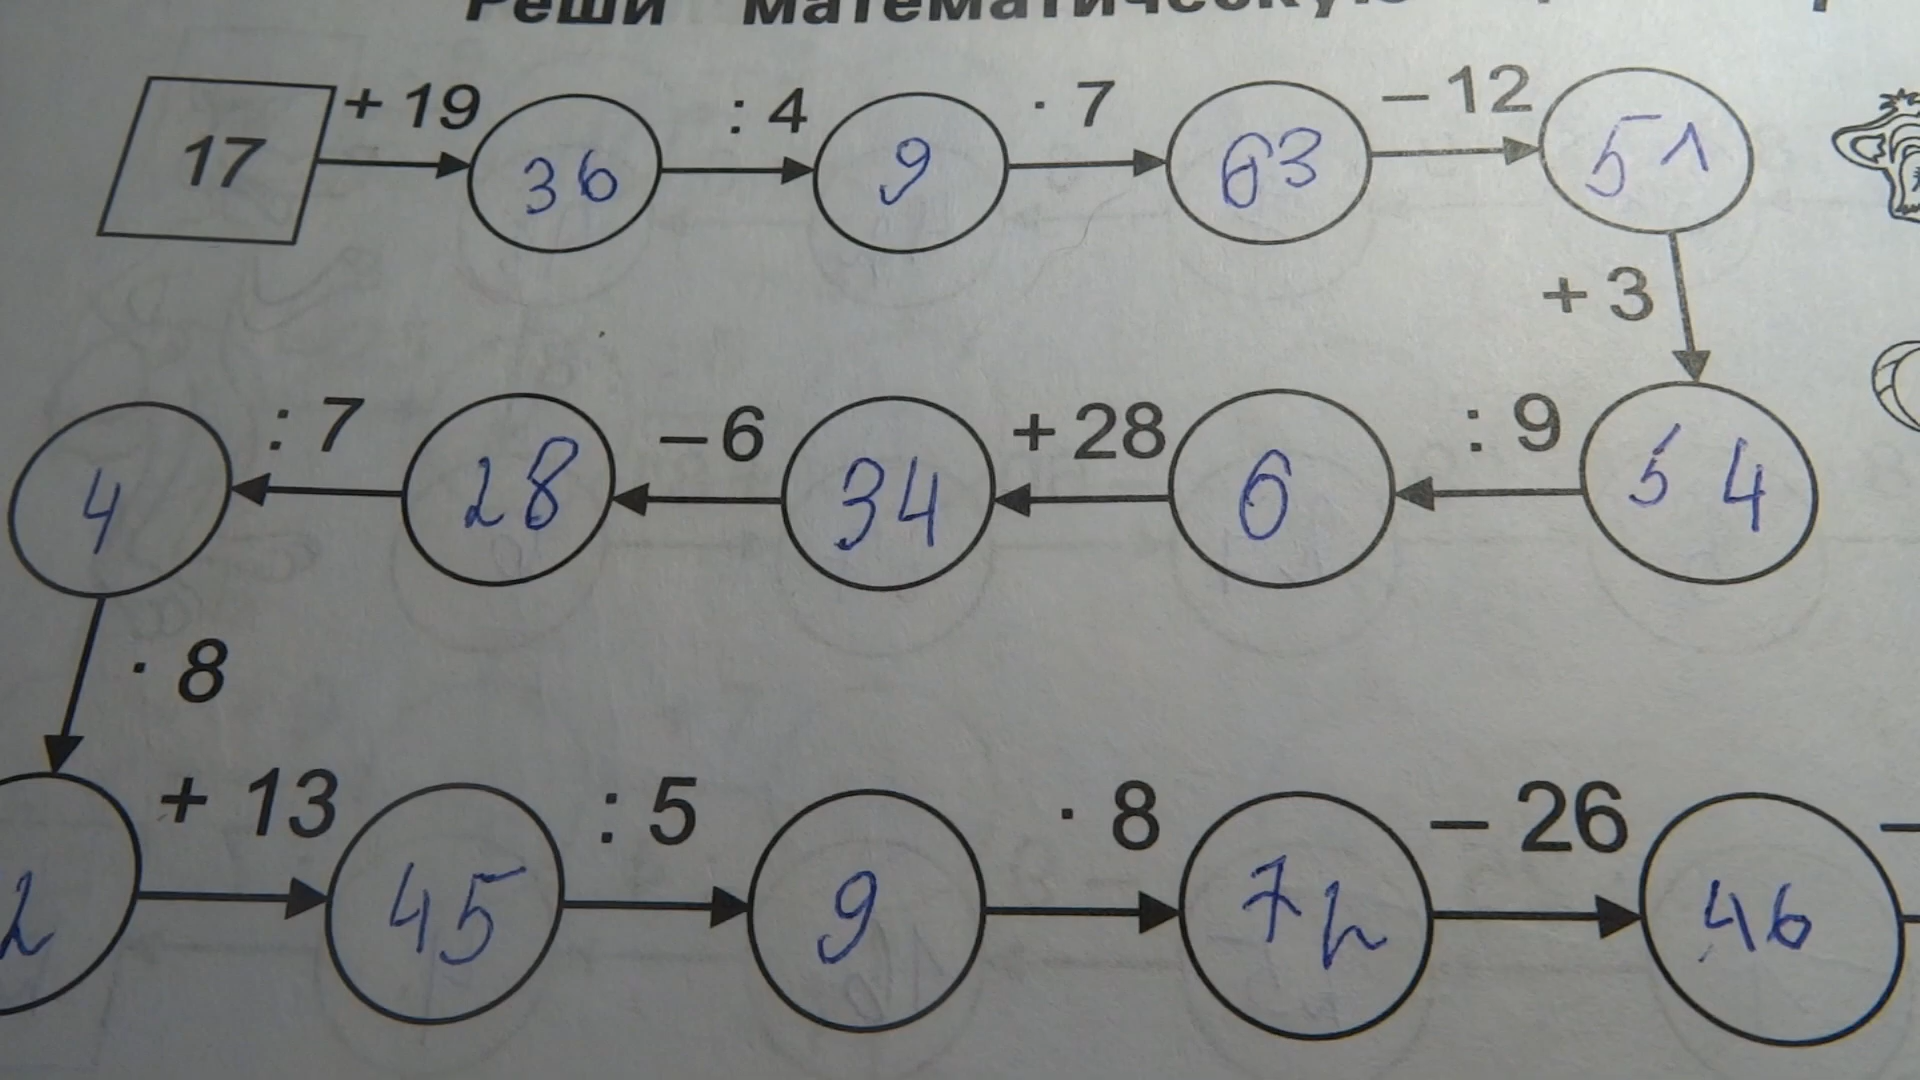 Реши математическую
17 + 19 36 : 4 9 · 7 63 – 12 51
+ 3
4 : 7 28 – 6 34 + 28 6 : 9 54
· 8
2 + 13 45 : 5 9 · 8 72 – 26 46 –